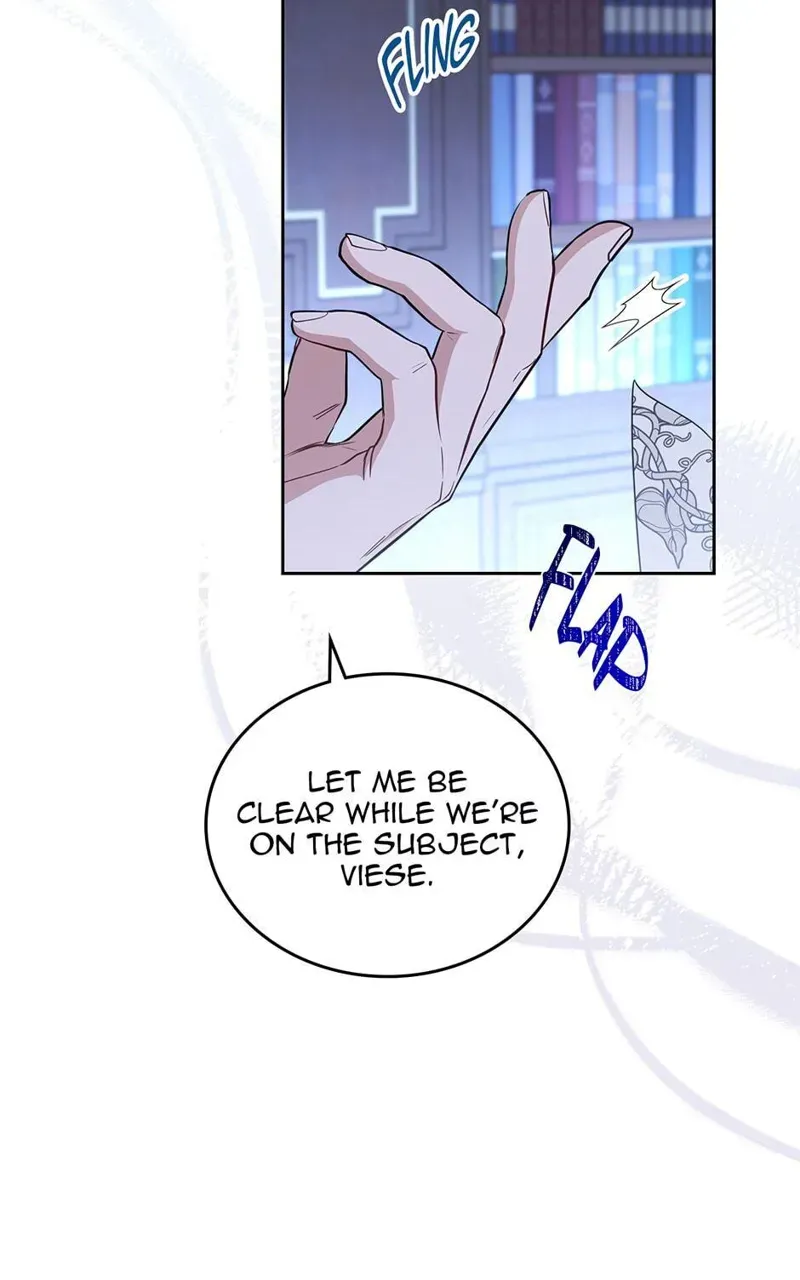 FLING
FLAP
LET ME BE
CLEAR WHILE WE'RE
ON THE SUBJECT,
VIESE.